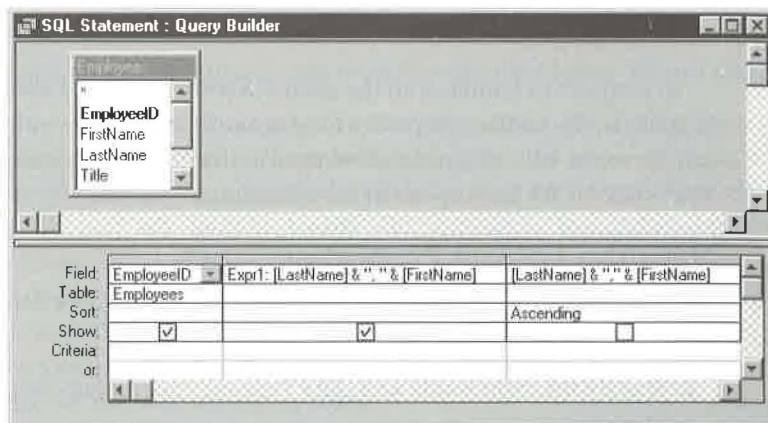 SQL Statement : Query Builder
Employee
*
EmployeeID
FirstName
LastName
Title
Field: EmployeeID Expr1: [LastName] & ", " & [FirstName] [LastName] & "," & [FirstName]
Table: Employees
Sort: Ascending
Show:
Criteria:
or: